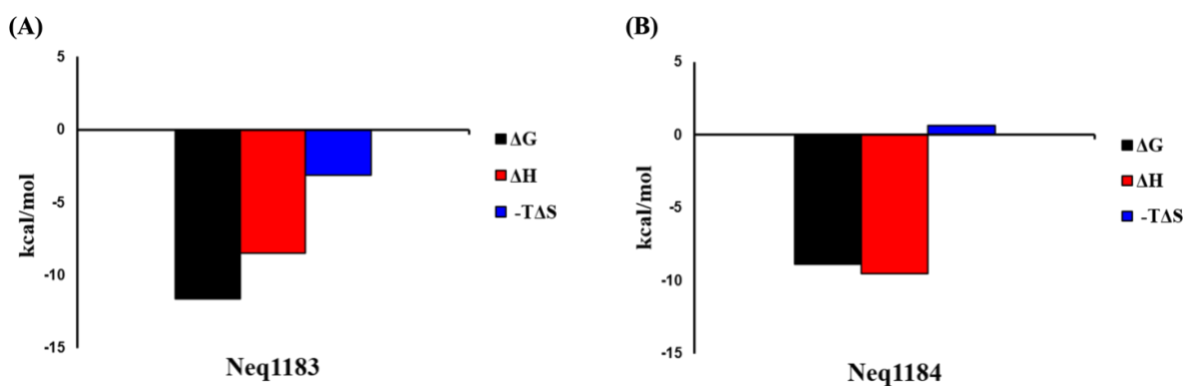 (A)
5
0
-5
-10
-15
kcal/mol
ΔG
ΔH
-TΔS
Neq1183
(B)
5
0
-5
-10
-15
kcal/mol
ΔG
ΔH
-TΔS
Neq1184